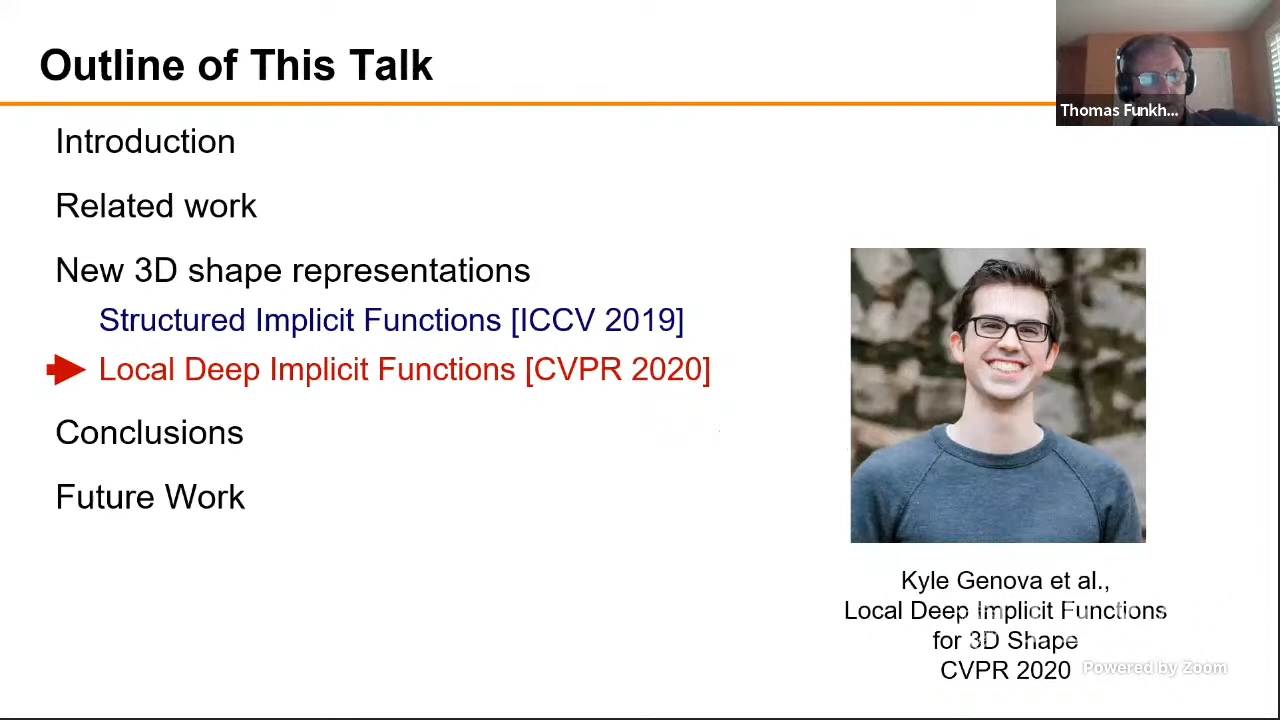 Outline of This Talk
Thomas Funkh...
Introduction
Related work
New 3D shape representations
Structured Implicit Functions [ICCV 2019]
Local Deep Implicit Functions [CVPR 2020]
Conclusions
Future Work
Kyle Genova et al.,
Local Deep Implicit Functions
for 3D Shape
CVPR 2020
Powered by Zoom